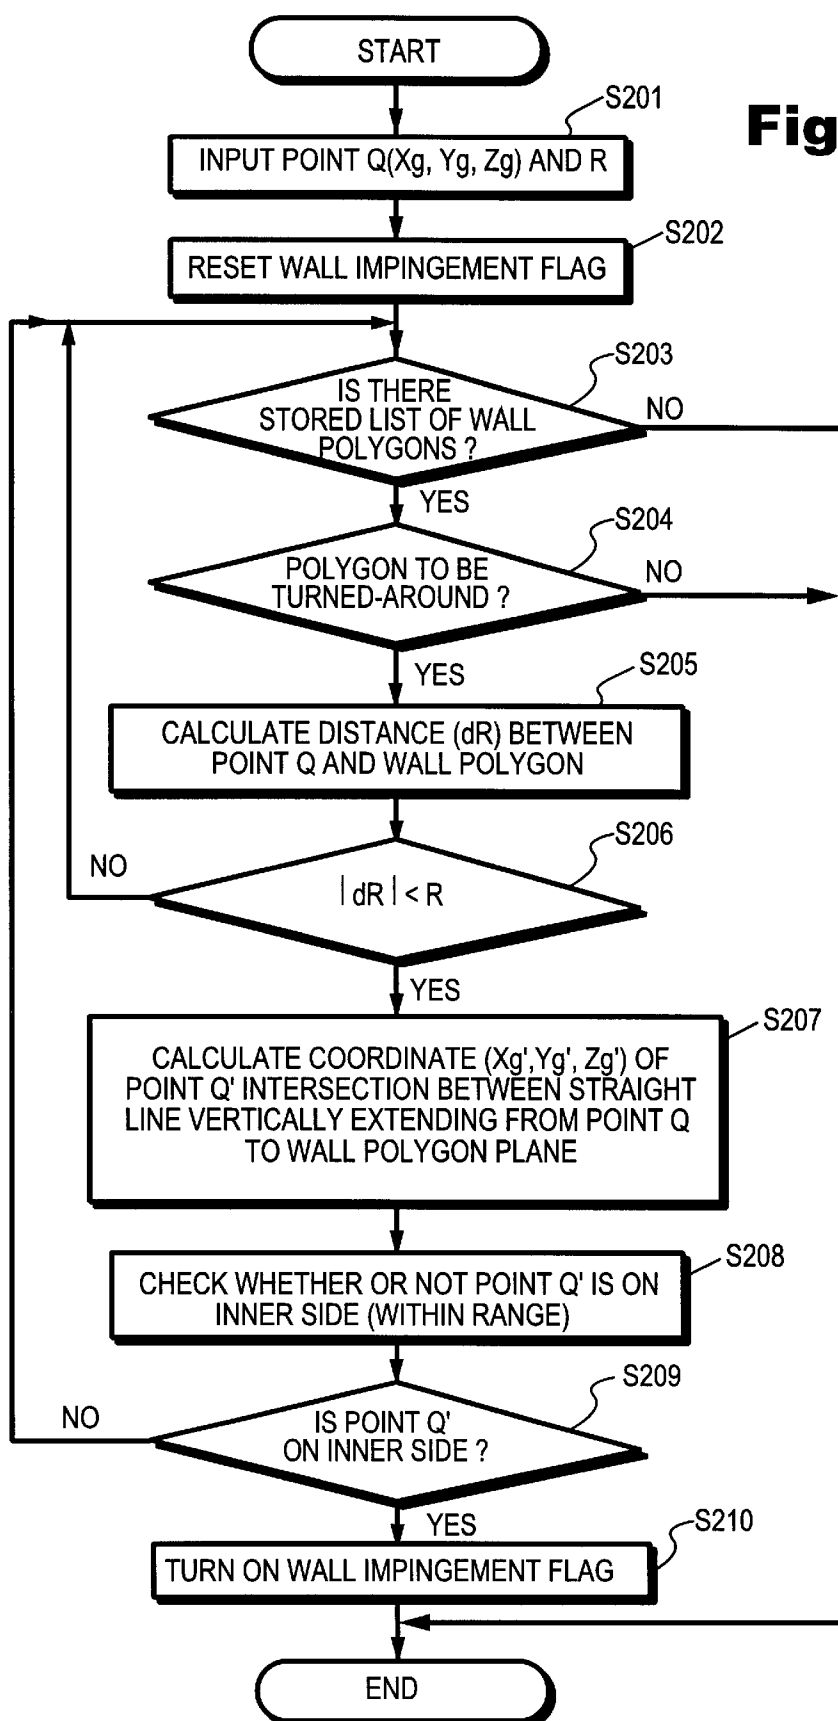 START
S201
Fig
INPUT POINT Q(Xg, Yg, Zg) AND R
S202
RESET WALL IMPINGEMENT FLAG
S203
IS THERE
STORED LIST OF WALL
POLYGONS ?
NO
YES
S204
POLYGON TO BE
TURNED-AROUND ?
NO
YES
S205
CALCULATE DISTANCE (dR) BETWEEN
POINT Q AND WALL POLYGON
S206
NO
| dR | < R
YES
S207
CALCULATE COORDINATE (Xg',Yg', Zg') OF
POINT Q' INTERSECTION BETWEEN STRAIGHT
LINE VERTICALLY EXTENDING FROM POINT Q
TO WALL POLYGON PLANE
S208
CHECK WHETHER OR NOT POINT Q' IS ON
INNER SIDE (WITHIN RANGE)
S209
NO
IS POINT Q'
ON INNER SIDE ?
YES
S210
TURN ON WALL IMPINGEMENT FLAG
END